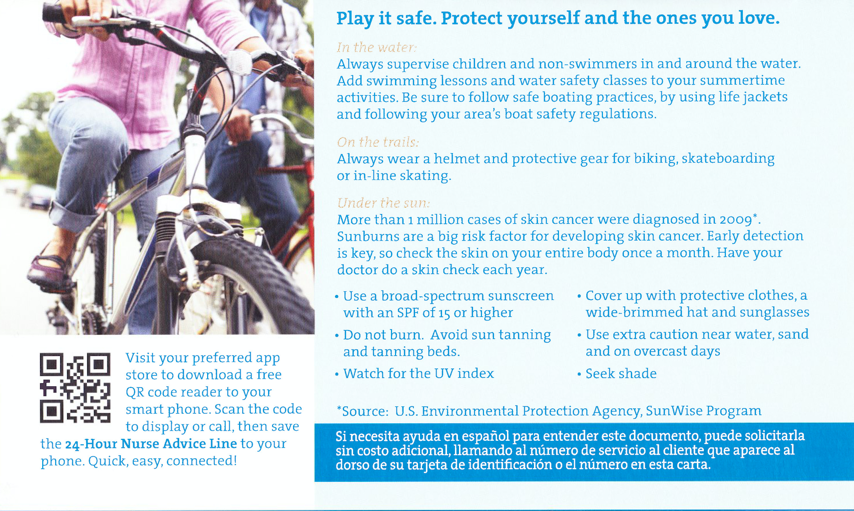 Play it safe. Protect yourself and the ones you love.
In the water:
Always supervise children and non-swimmers in and around the water.
Add swimming lessons and water safety classes to your summertime
activities. Be sure to follow safe boating practices, by using life jackets
and following your area's boat safety regulations.
On the trails:
Always wear a helmet and protective gear for biking, skateboarding
or in-line skating.
Under the sun:
More than 1 million cases of skin cancer were diagnosed in 2009*.
Sunburns are a big risk factor for developing skin cancer. Early detection
is key, so check the skin on your entire body once a month. Have your
doctor do a skin check each year.
• Use a broad-spectrum sunscreen
with an SPF of 15 or higher
• Do not burn. Avoid sun tanning
and tanning beds.
• Watch for the UV index
• Cover up with protective clothes, a
wide-brimmed hat and sunglasses
• Use extra caution near water, sand
and on overcast days
• Seek shade
*Source: U.S. Environmental Protection Agency, SunWise Program
Visit your preferred app
store to download a free
QR code reader to your
smart phone. Scan the code
to display or call, then save
the 24-Hour Nurse Advice Line to your
phone. Quick, easy, connected!
Si necesita ayuda en español para entender este documento, puede solicitarla
sin costo adicional, llamando al número de servicio al cliente que aparece al
dorso de su tarjeta de identificación o el número en esta carta.